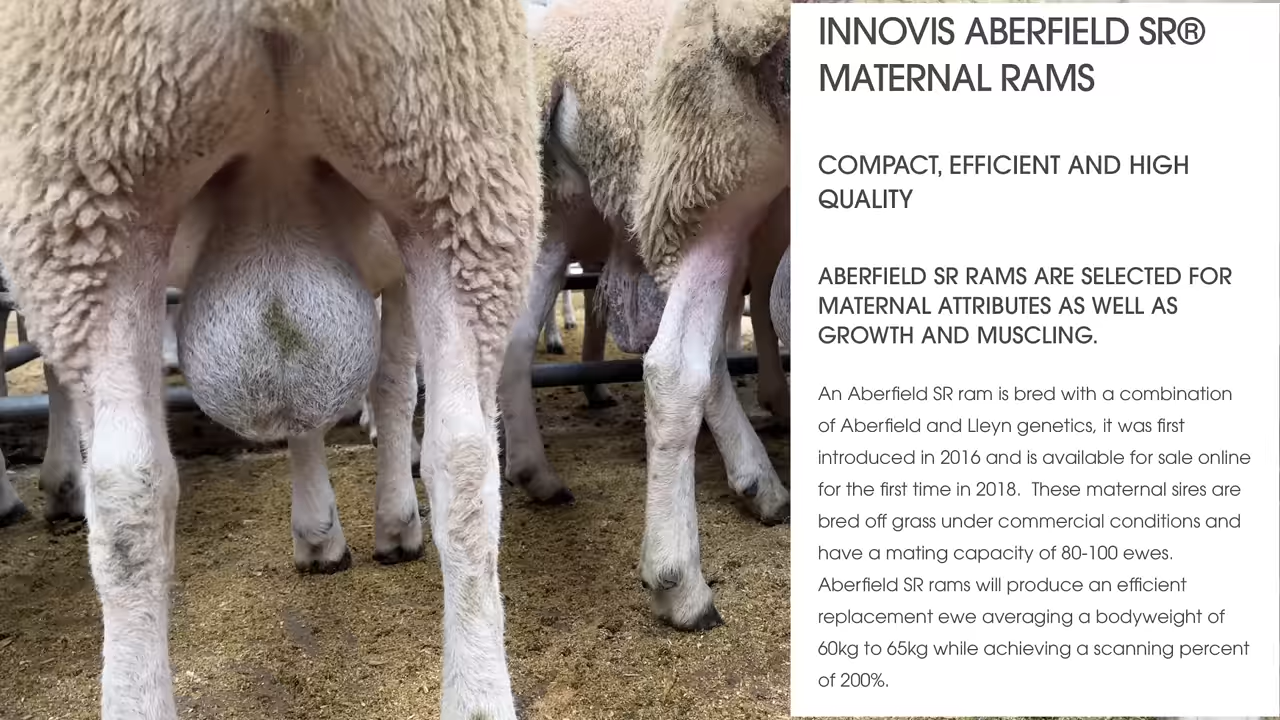 INNOVIS ABERFIELD SR®
MATERNAL RAMS
COMPACT, EFFICIENT AND HIGH
QUALITY
ABERFIELD SR RAMS ARE SELECTED FOR
MATERNAL ATTRIBUTES AS WELL AS
GROWTH AND MUSCLING.
An Aberfield SR ram is bred with a combination
of Aberfield and Lleyn genetics, it was first
introduced in 2016 and is available for sale online
for the first time in 2018.  These maternal sires are
bred off grass under commercial conditions and
have a mating capacity of 80-100 ewes.
Aberfield SR rams will produce an efficient
replacement ewe averaging a bodyweight of
60kg to 65kg while achieving a scanning percent
of 200%.